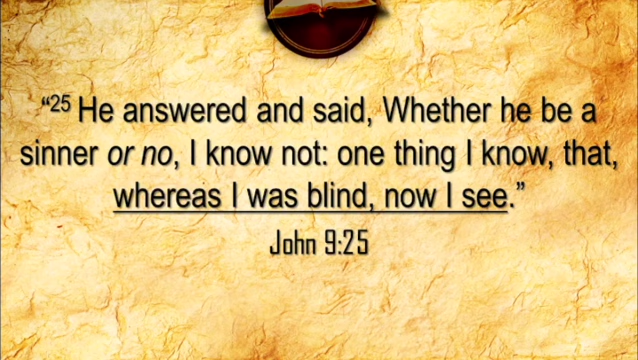 “25 He answered and said, Whether he be a
sinner or no, I know not: one thing I know, that,
whereas I was blind, now I see.”
John 9:25